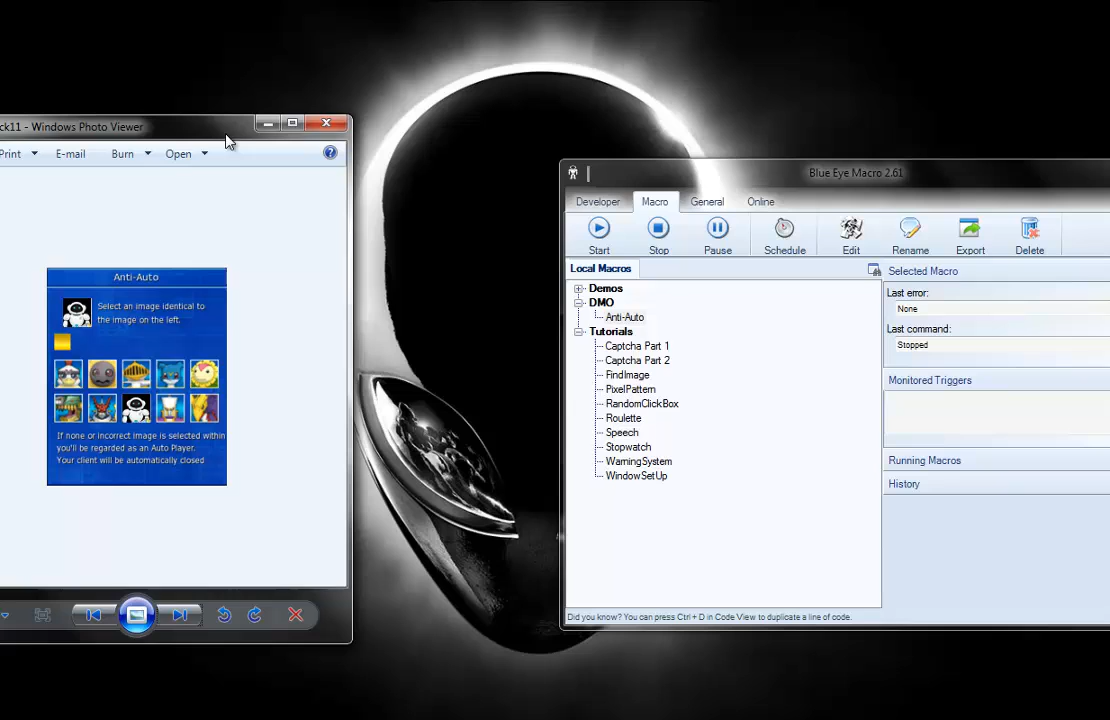 ck11 - Windows Photo Viewer
Print E-mail Burn Open
Anti-Auto
Select an image identical to
the image on the left.
If none or incorrect image is selected within
you'll be regarded as an Auto Player.
Your client will be automatically closed
Blue Eye Macro 2.61
Developer Macro General Online
Start Stop Pause Schedule Edit Rename Export Delete
Local Macros
Demos
DMO
Anti-Auto
Tutorials
Captcha Part 1
Captcha Part 2
FindImage
PixelPattern
RandomClickBox
Roulette
Speech
Stopwatch
WarningSystem
WindowSetUp
Selected Macro
Last error:
None
Last command:
Stopped
Monitored Triggers
Running Macros
History
Did you know? You can press Ctrl + D in Code View to duplicate a line of code.